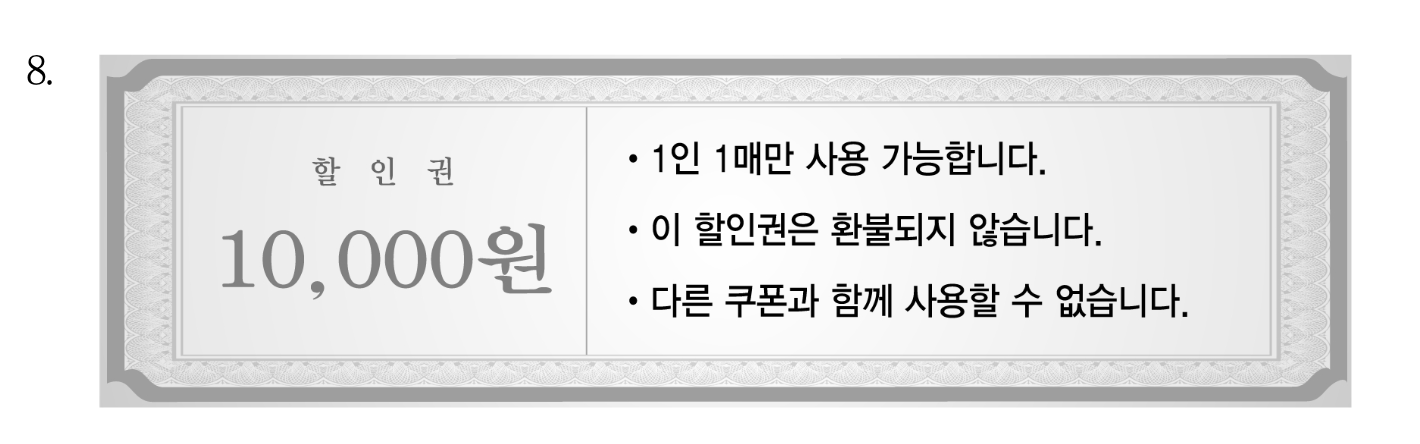 8.
할 인 권
10,000원
• 1인 1매만 사용 가능합니다.
• 이 할인권은 환불되지 않습니다.
• 다른 쿠폰과 함께 사용할 수 없습니다.